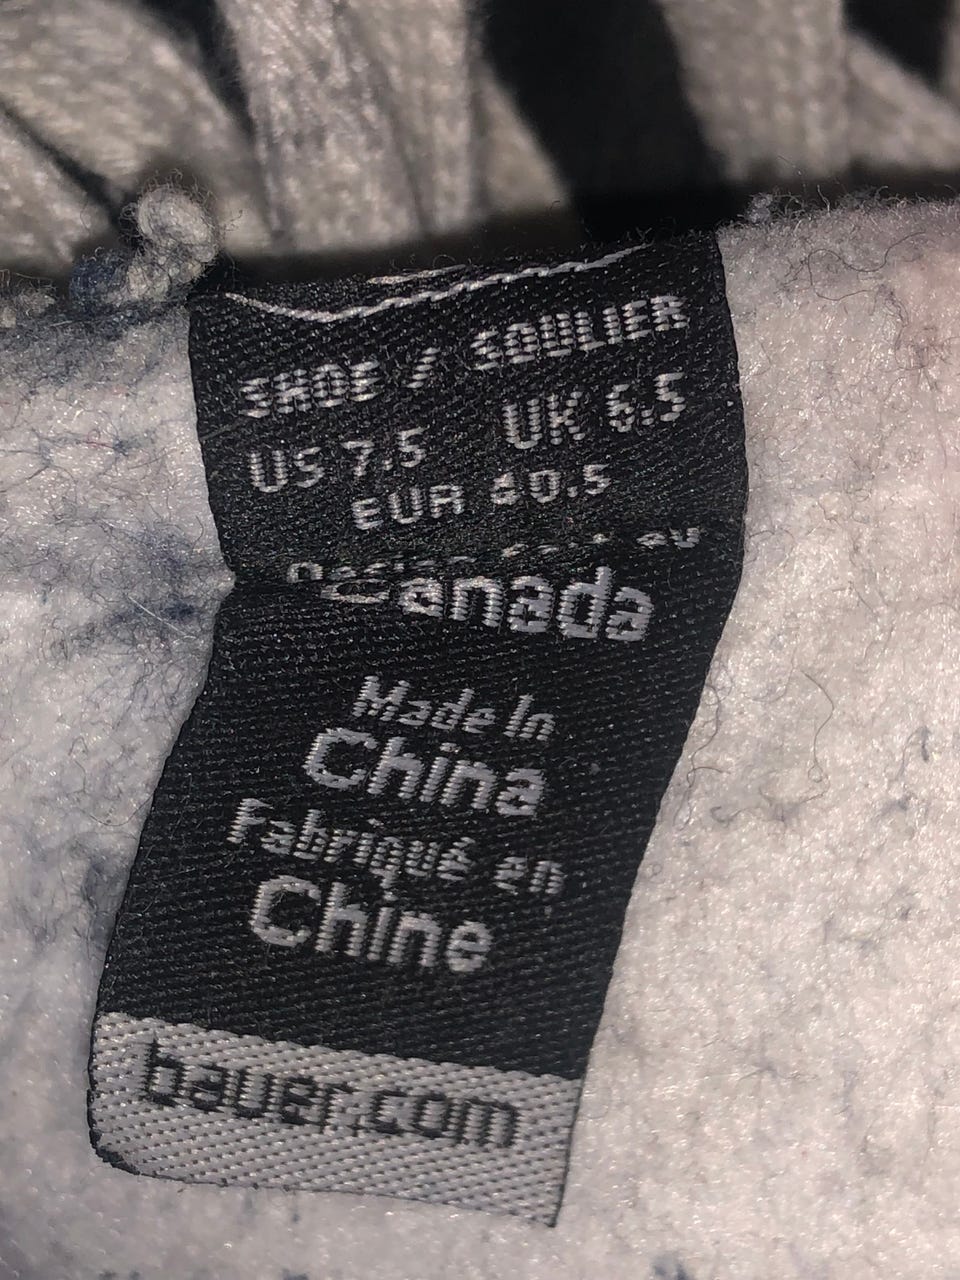 SHOE / SOULIER
US 7.5 UK 6.5
EUR 40.5
Canada
Made In
China
Fabriqué en
Chine
bauer.com